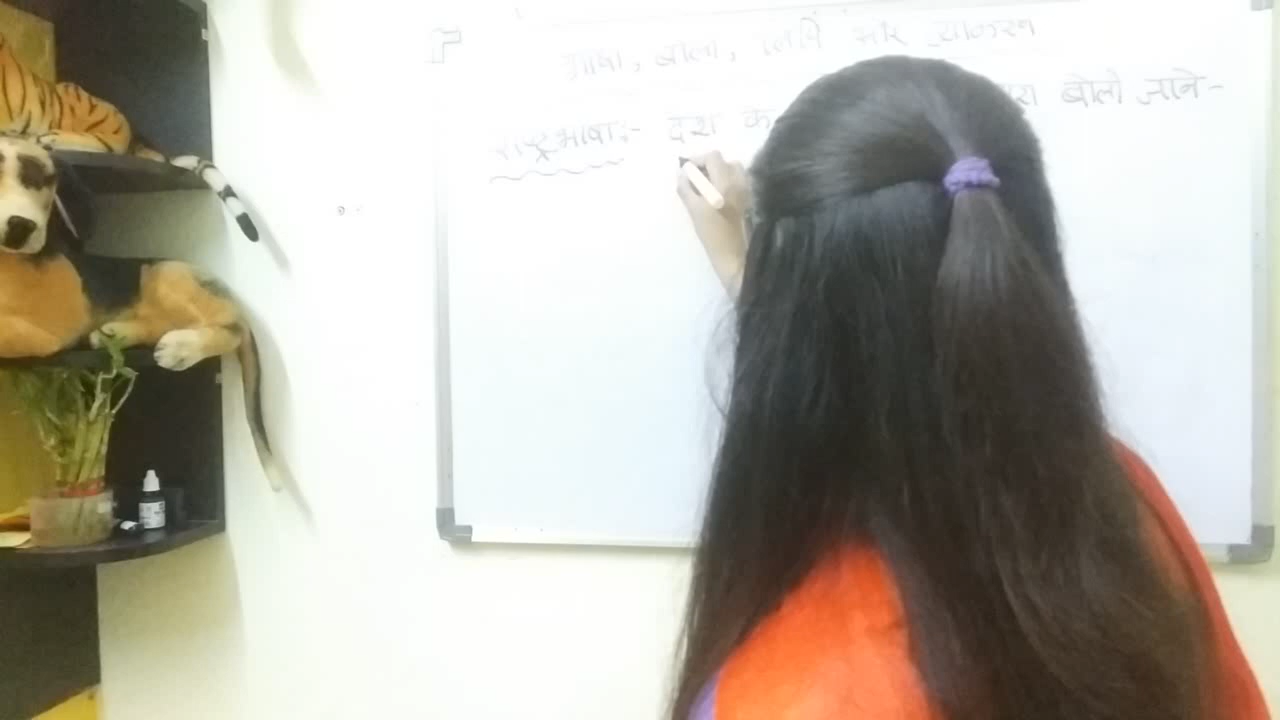 भाषा, बोली, लिपि और व्याकरण
राष्ट्रभाषा:- देश के बोली जाने-